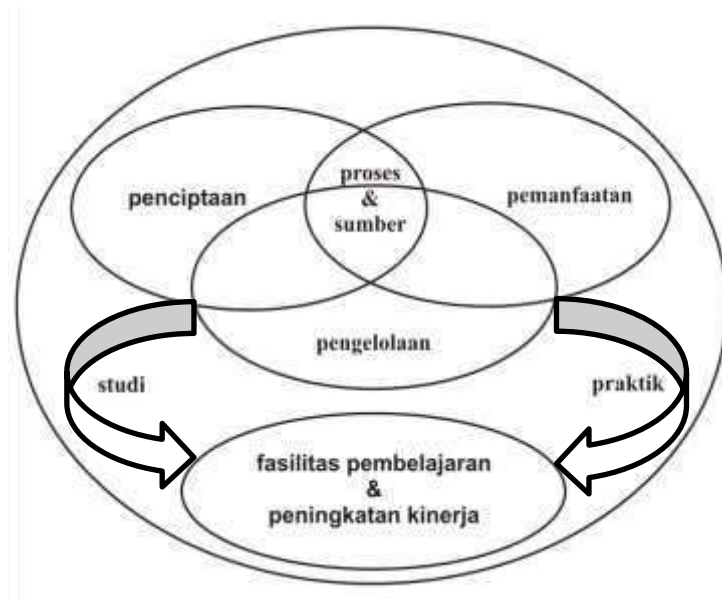 proses
&
sumber
penciptaan
pemanfaatan
pengelolaan
studi
praktik
fasilitas pembelajaran
&
peningkatan kinerja